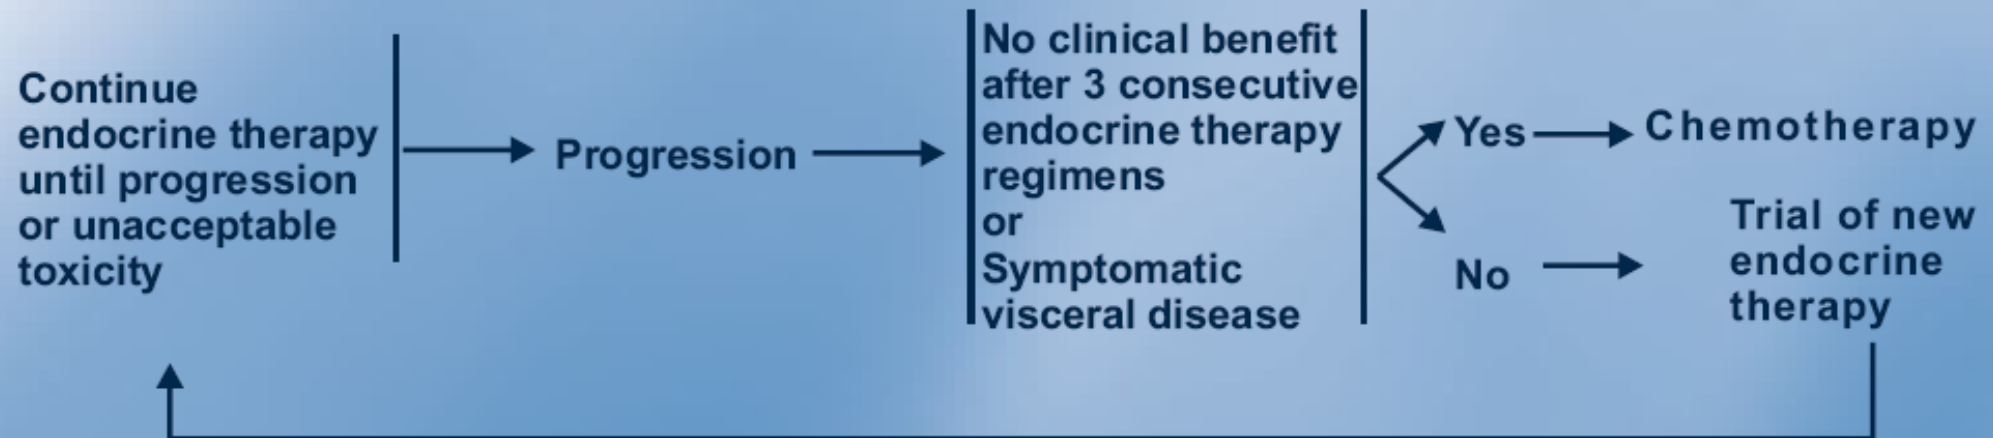 Continue
endocrine therapy
until progression
or unacceptable
toxicity
Progression
No clinical benefit
after 3 consecutive
endocrine therapy
regimens
or
Symptomatic
visceral disease
Yes
Chemotherapy
No
Trial of new
endocrine
therapy